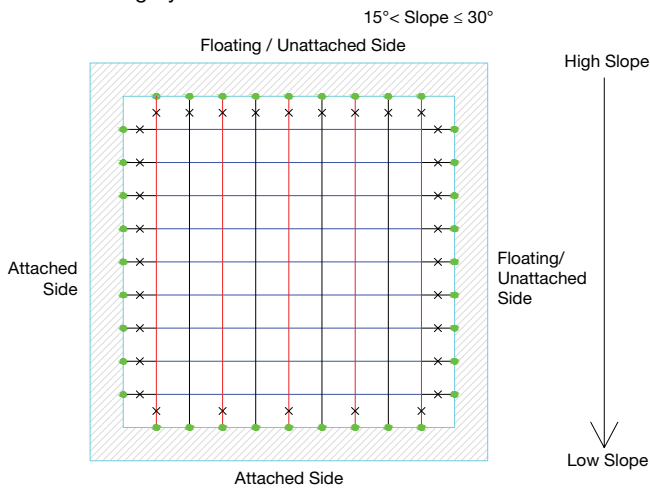 15°< Slope ≤ 30°
Floating / Unattached Side
High Slope
Attached
Side
Floating/
Unattached
Side
Low Slope
Attached Side